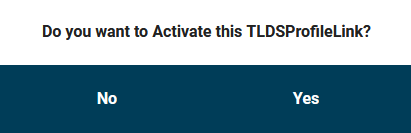 Do you want to Activate this TLDSProfileLink?
No Yes